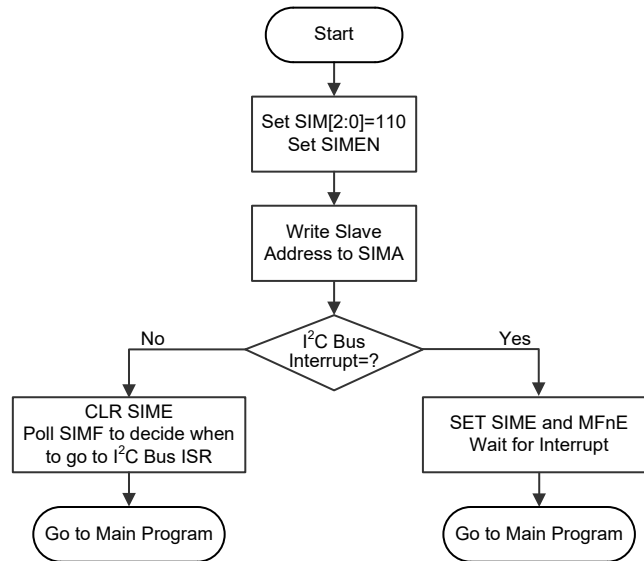 Start
Set SIM[2:0]=110
Set SIMEN
Write Slave
Address to SIMA
No
I²C Bus
Interrupt=?
Yes
CLR SIME
Poll SIMF to decide when
to go to I²C Bus ISR
SET SIME and MFnE
Wait for Interrupt
Go to Main Program
Go to Main Program